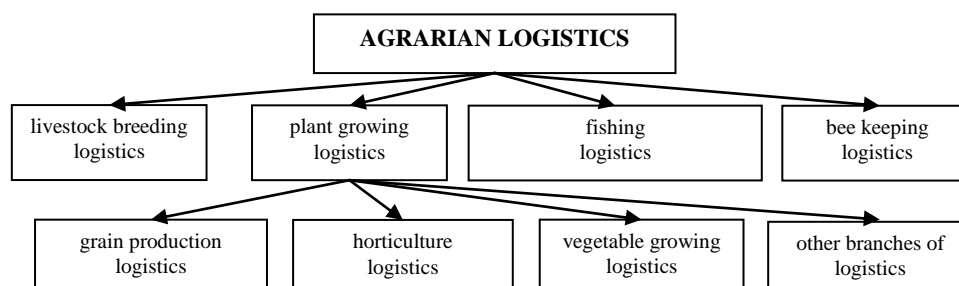 AGRARIAN LOGISTICS
livestock breeding
logistics
plant growing
logistics
fishing
logistics
bee keeping
logistics
grain production
logistics
horticulture
logistics
vegetable growing
logistics
other branches of
logistics